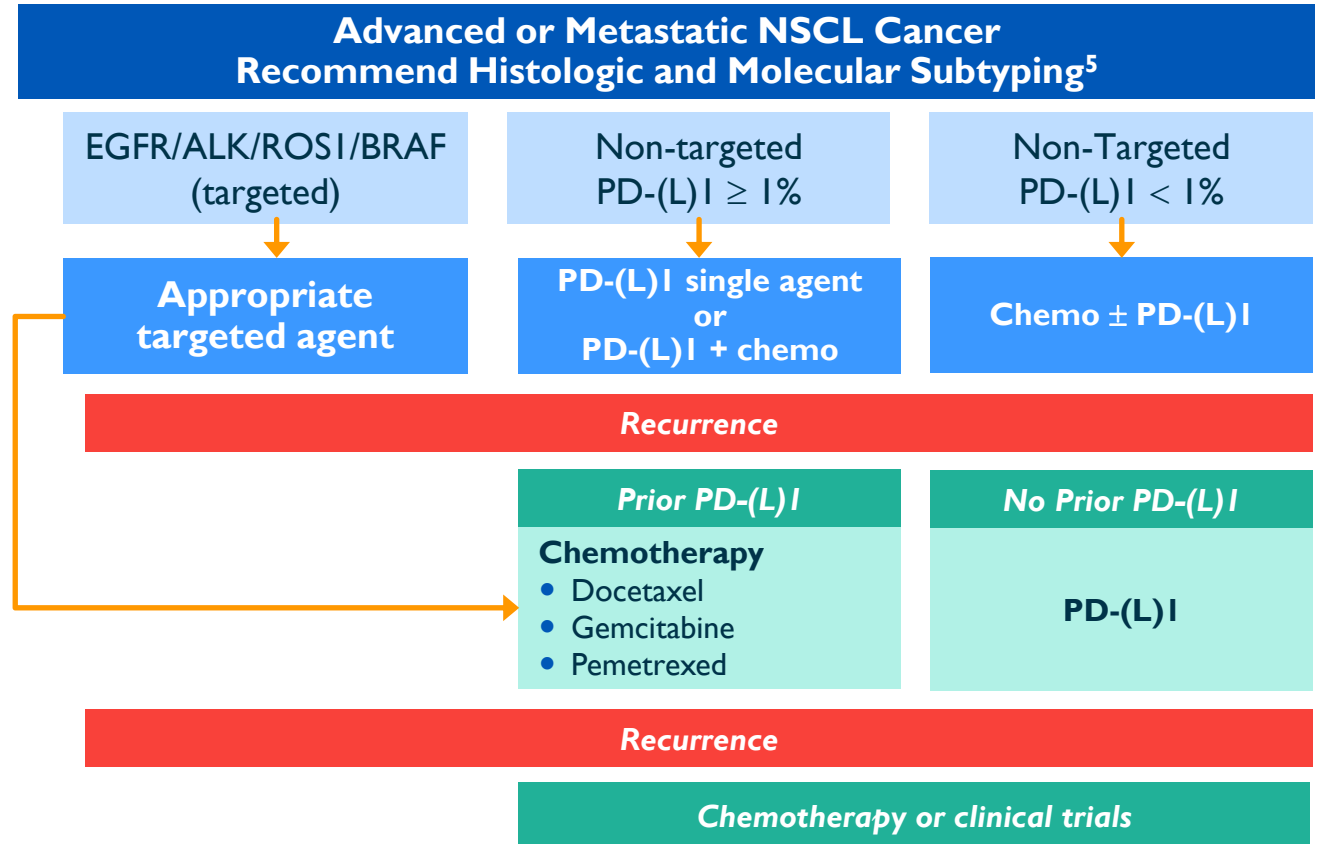 Advanced or Metastatic NSCL Cancer
Recommend Histologic and Molecular Subtyping⁵
EGFR/ALK/ROS1/BRAF
(targeted)
Non-targeted
PD-(L)1 ≥ 1%
Non-Targeted
PD-(L)1 < 1%
Appropriate
targeted agent
PD-(L)1 single agent
or
PD-(L)1 + chemo
Chemo ± PD-(L)1
Recurrence
Prior PD-(L)1
Chemotherapy
• Docetaxel
• Gemcitabine
• Pemetrexed
No Prior PD-(L)1
PD-(L)1
Recurrence
Chemotherapy or clinical trials